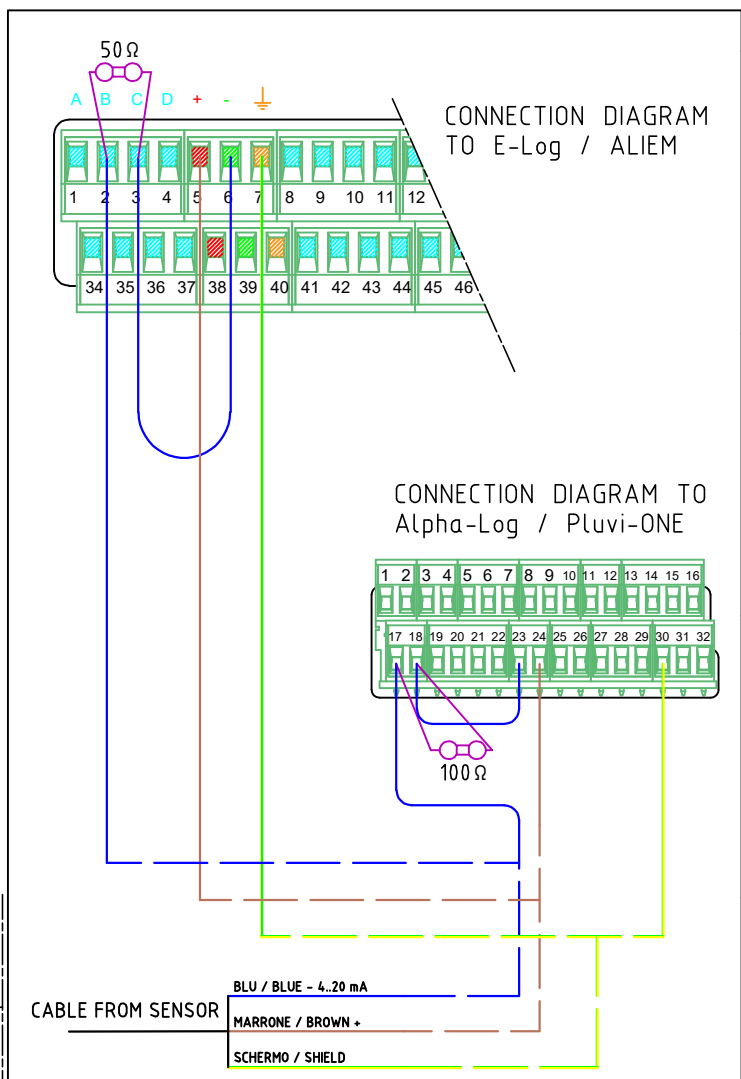 50Ω
A B C D + -
CONNECTION DIAGRAM
TO E-Log / ALIEM
1 2 3 4 5 6 7 8 9 10 11 12
34 35 36 37 38 39 40 41 42 43 44 45 46
CONNECTION DIAGRAM TO
Alpha-Log / Pluvi-ONE
1 2 3 4 5 6 7 8 9 10 11 12 13 14 15 16
17 18 19 20 21 22 23 24 25 26 27 28 29 30 31 32
100Ω
BLU / BLUE - 4..20 mA
CABLE FROM SENSOR
MARRONE / BROWN +
SCHERMO / SHIELD